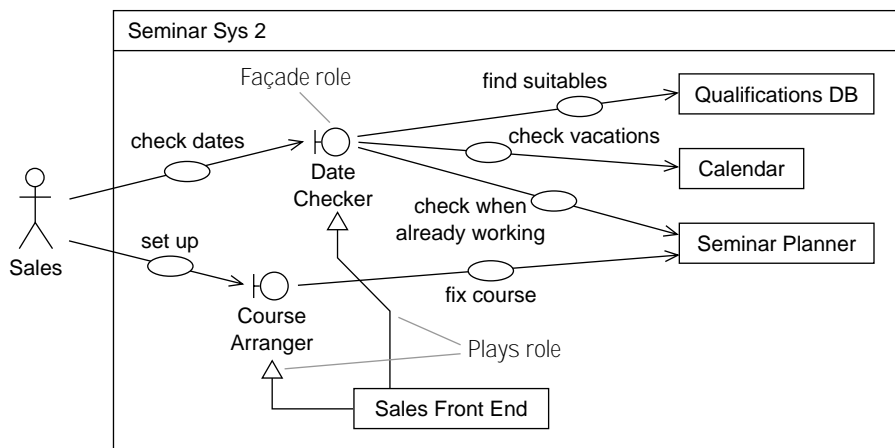 Seminar Sys 2
Façade role
find suitables
Qualifications DB
check dates
check vacations
Date
Checker
Calendar
check when
already working
Sales
set up
Seminar Planner
fix course
Course
Arranger
Plays role
Sales Front End